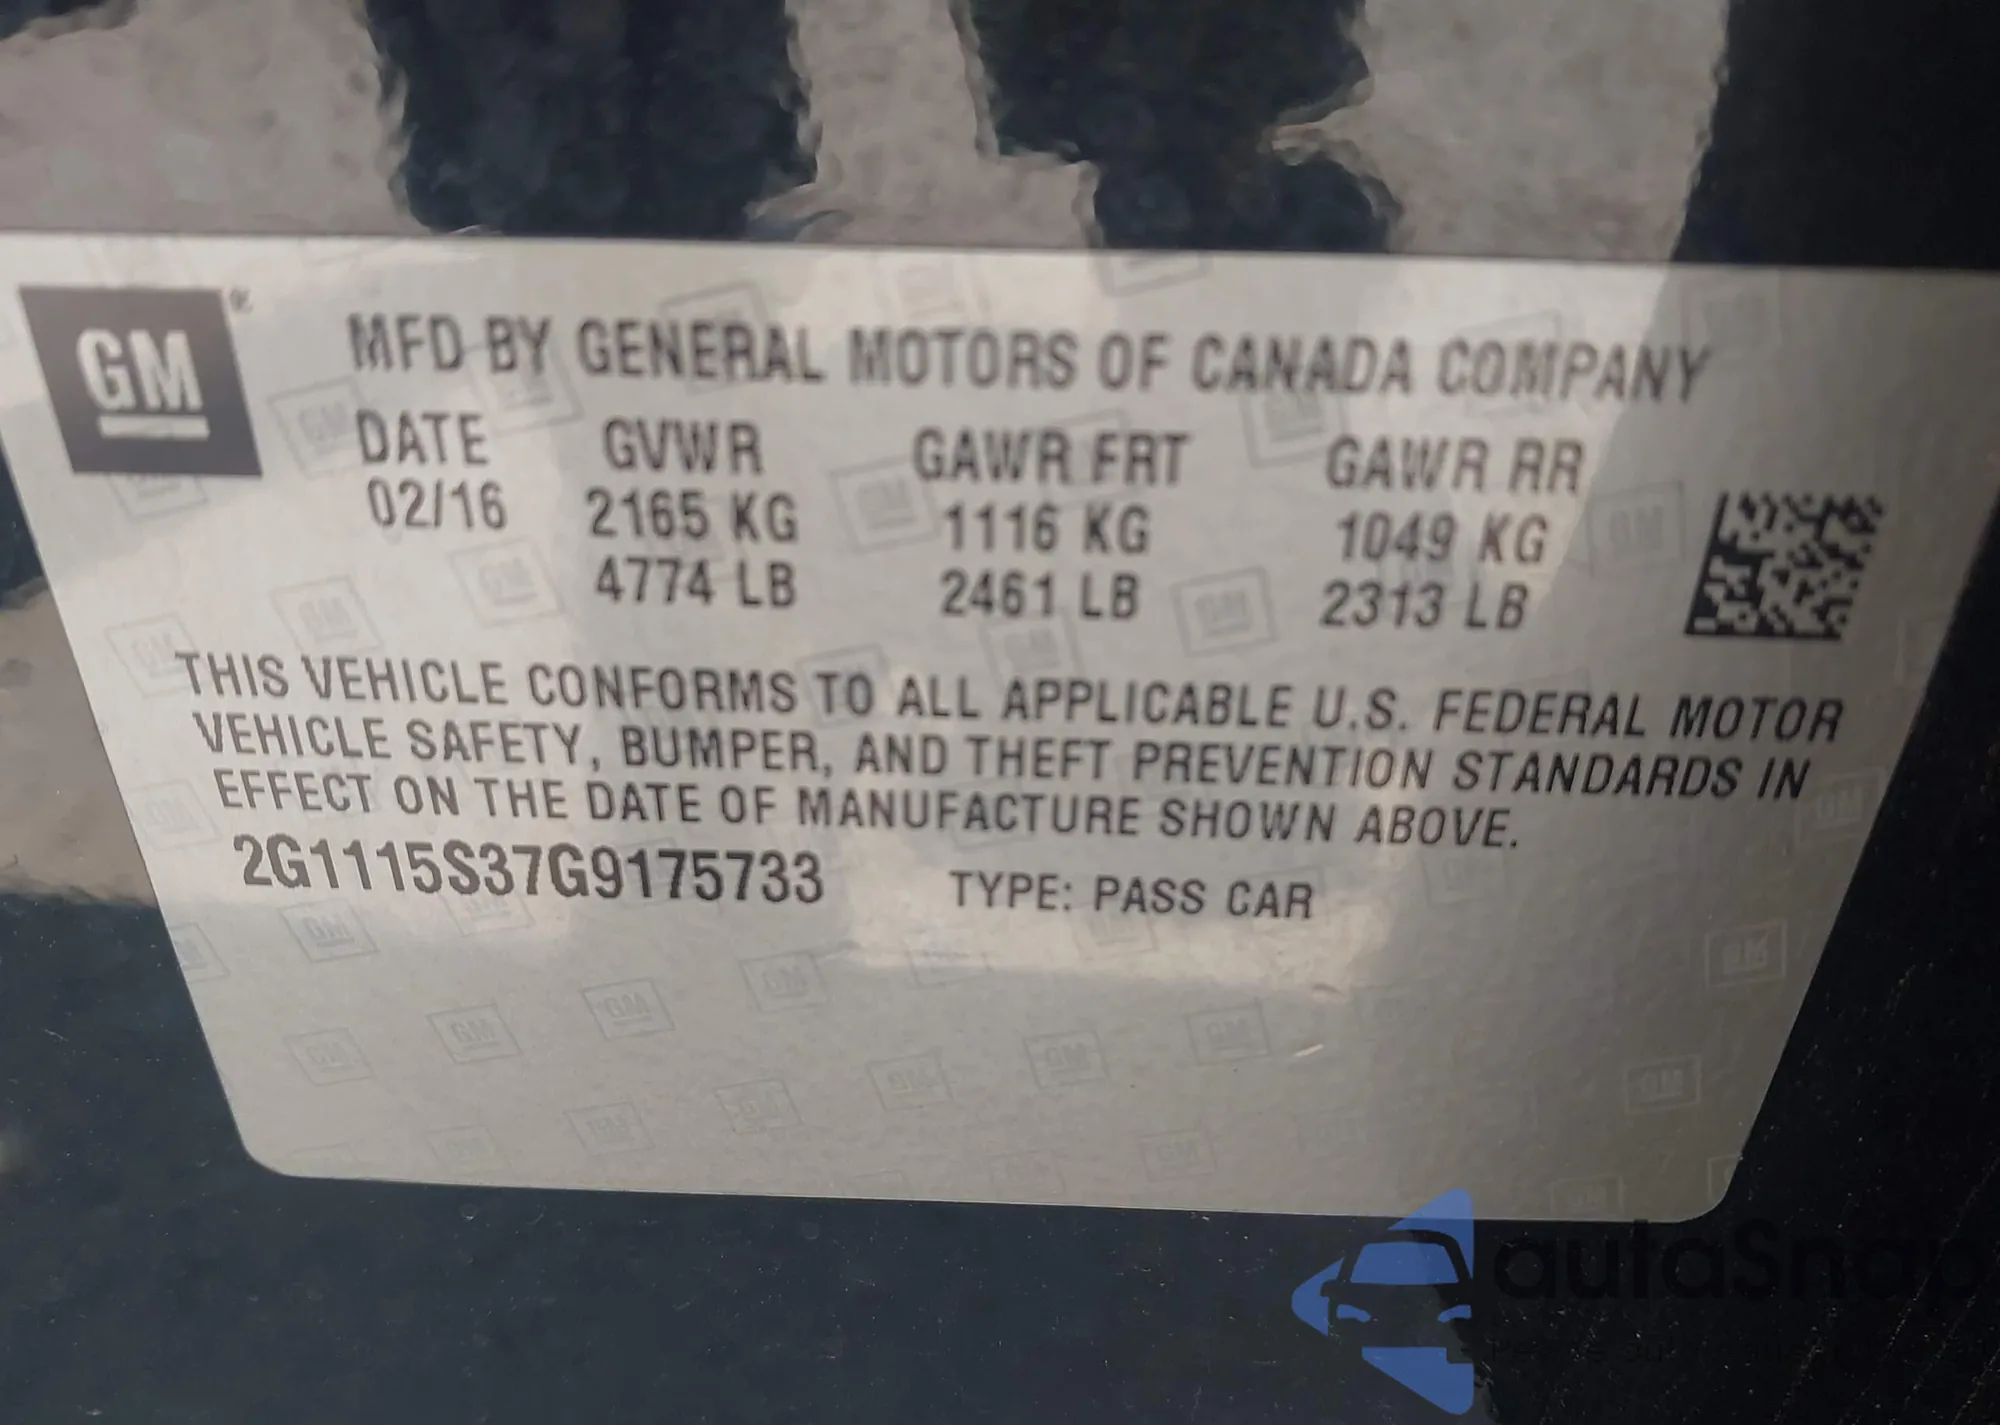 GM®
MFD BY GENERAL MOTORS OF CANADA COMPANY
DATE GVWR GAWR FRT GAWR RR
02/16 2165 KG 1116 KG 1049 KG
4774 LB 2461 LB 2313 LB
THIS VEHICLE CONFORMS TO ALL APPLICABLE U.S. FEDERAL MOTOR
VEHICLE SAFETY, BUMPER, AND THEFT PREVENTION STANDARDS IN
EFFECT ON THE DATE OF MANUFACTURE SHOWN ABOVE.
2G1115S37G9175733 TYPE: PASS CAR
autaSnap